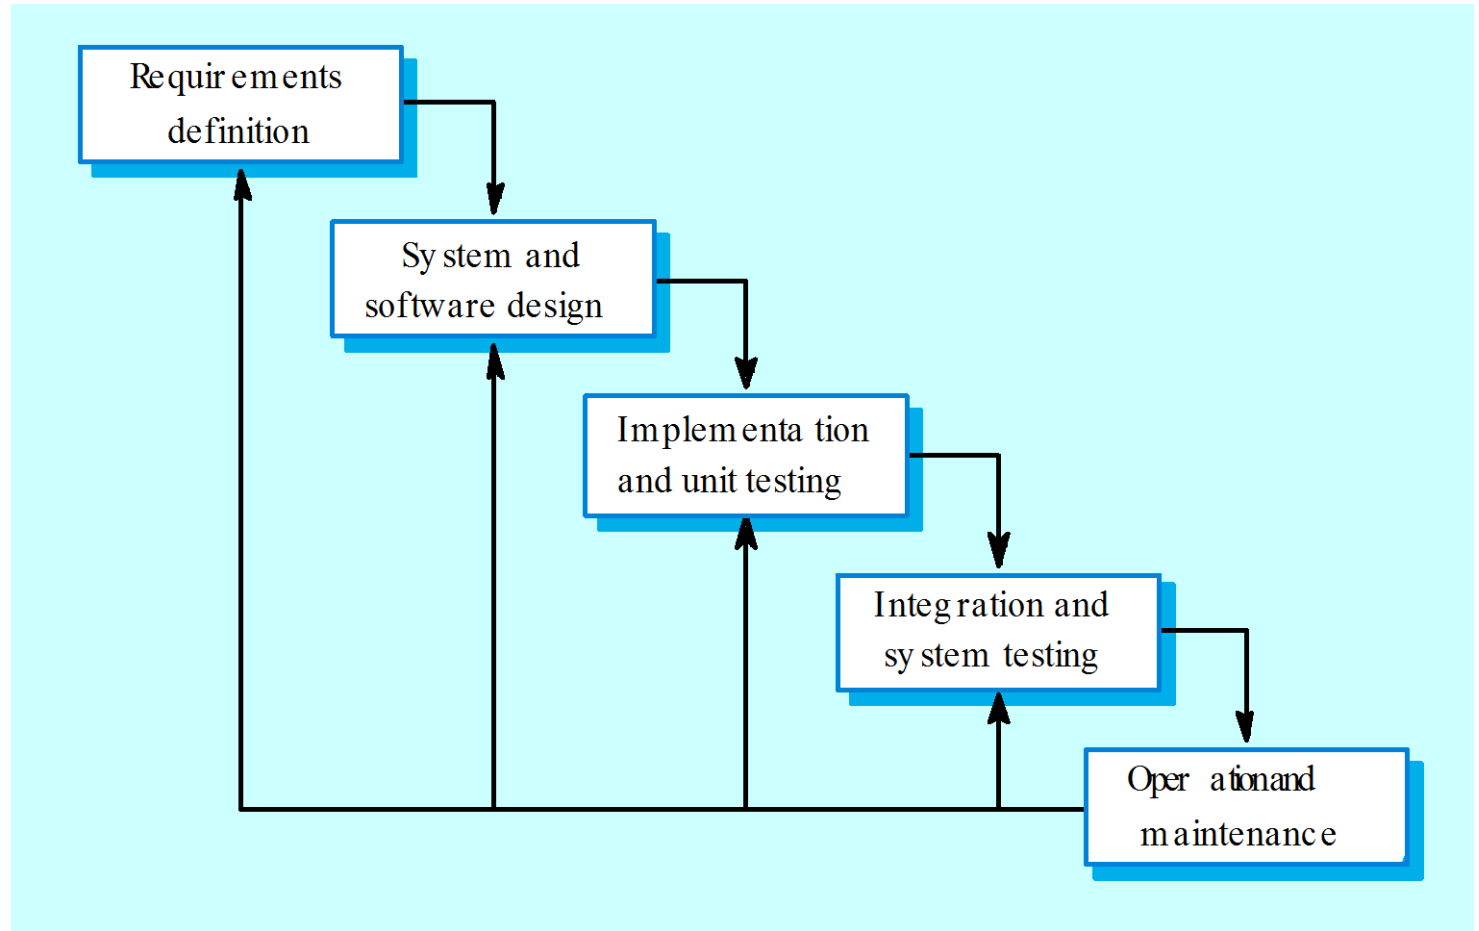 Requirements
definition
System and
software design
Implementation
and unit testing
Integration and
system testing
Operation and
maintenance